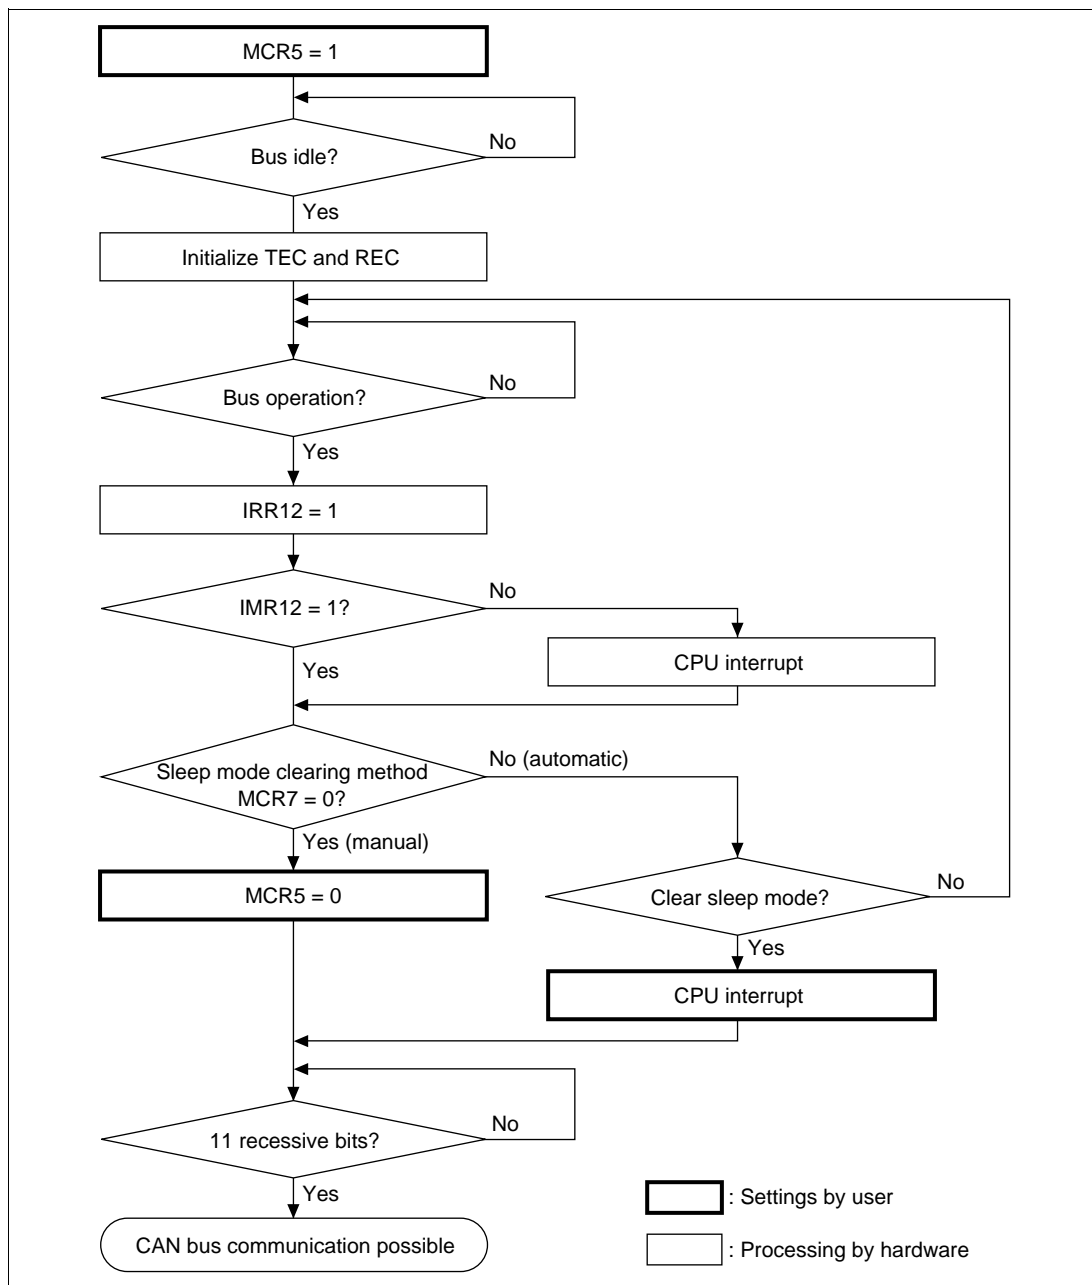 MCR5 = 1
Bus idle?
No
Yes
Initialize TEC and REC
Bus operation?
No
Yes
IRR12 = 1
IMR12 = 1?
No
Yes
CPU interrupt
Sleep mode clearing method
MCR7 = 0?
No (automatic)
Yes (manual)
MCR5 = 0
Clear sleep mode?
No
Yes
CPU interrupt
11 recessive bits?
No
Yes
CAN bus communication possible
: Settings by user
: Processing by hardware